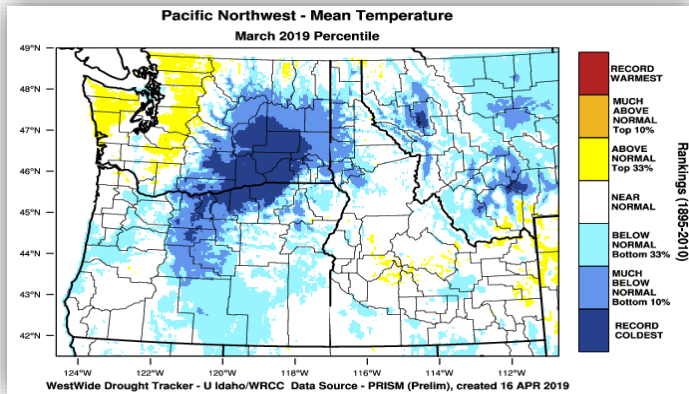 Pacific Northwest - Mean Temperature
March 2019 Percentile
49°N
48°N
47°N
46°N
45°N
44°N
43°N
42°N
124°W 122°W 120°W 118°W 116°W 114°W 112°W
RECORD
WARMEST
MUCH
ABOVE
NORMAL
Top 10%
ABOVE
NORMAL
Top 33%
NEAR
NORMAL
BELOW
NORMAL
Bottom 33%
MUCH
BELOW
NORMAL
Bottom 10%
RECORD
COLDEST
Rankings (1895-2010)
WestWide Drought Tracker - U Idaho/WRCC Data Source - PRISM (Prelim), created 16 APR 2019